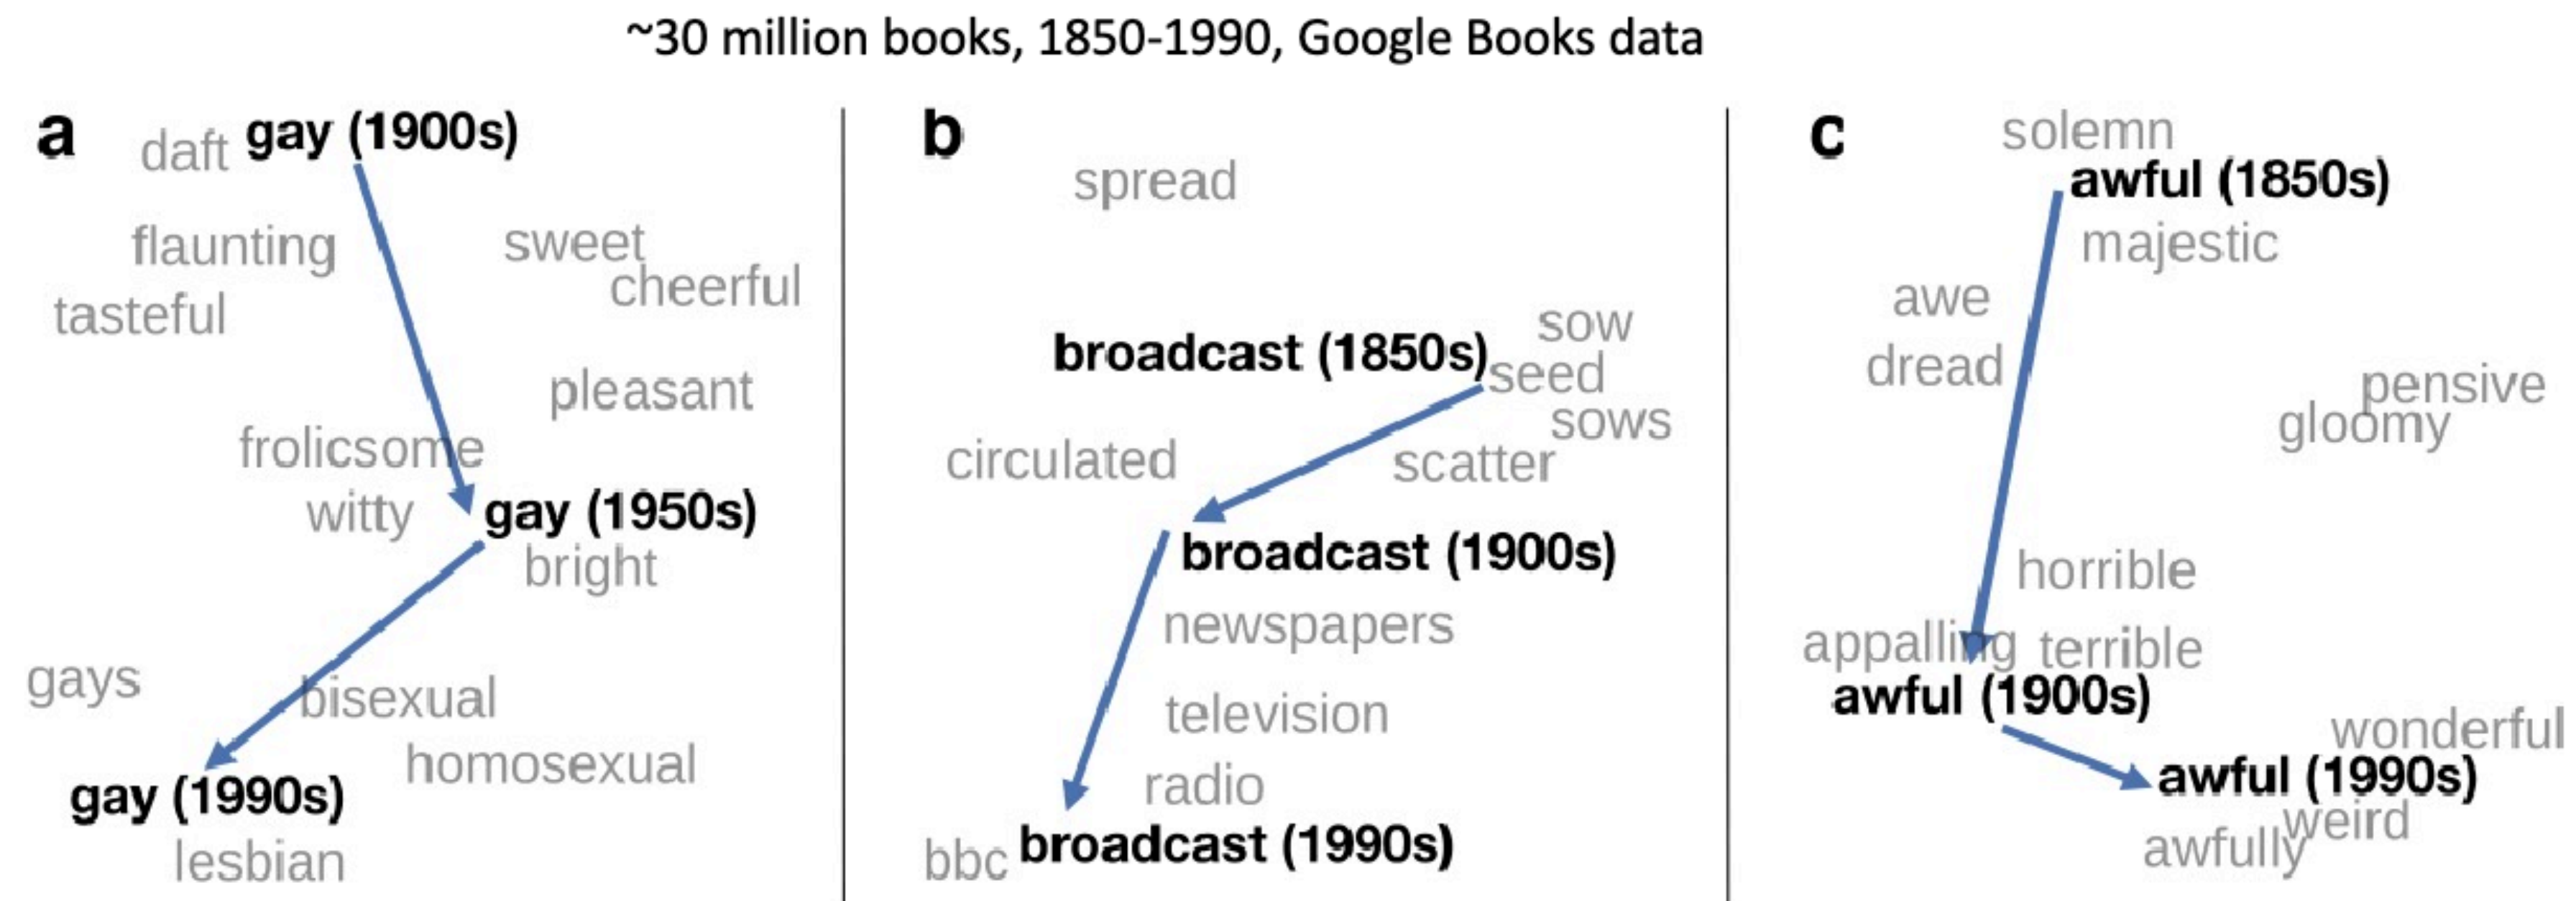 ~30 million books, 1850-1990, Google Books data
a
daft gay (1900s)
flaunting
sweet
cheerful
tasteful
pleasant
frolicsome
witty
gay (1950s)
bright
gays
bisexual
homosexual
gay (1990s)
lesbian
b
spread
sow
broadcast (1850s)
seed
sows
circulated
scatter
broadcast (1900s)
newspapers
television
radio
bbc broadcast (1990s)
c
solemn
awful (1850s)
majestic
awe
dread
pensive
gloomy
horrible
appalling terrible
awful (1900s)
wonderful
awful (1990s)
weird
awfully